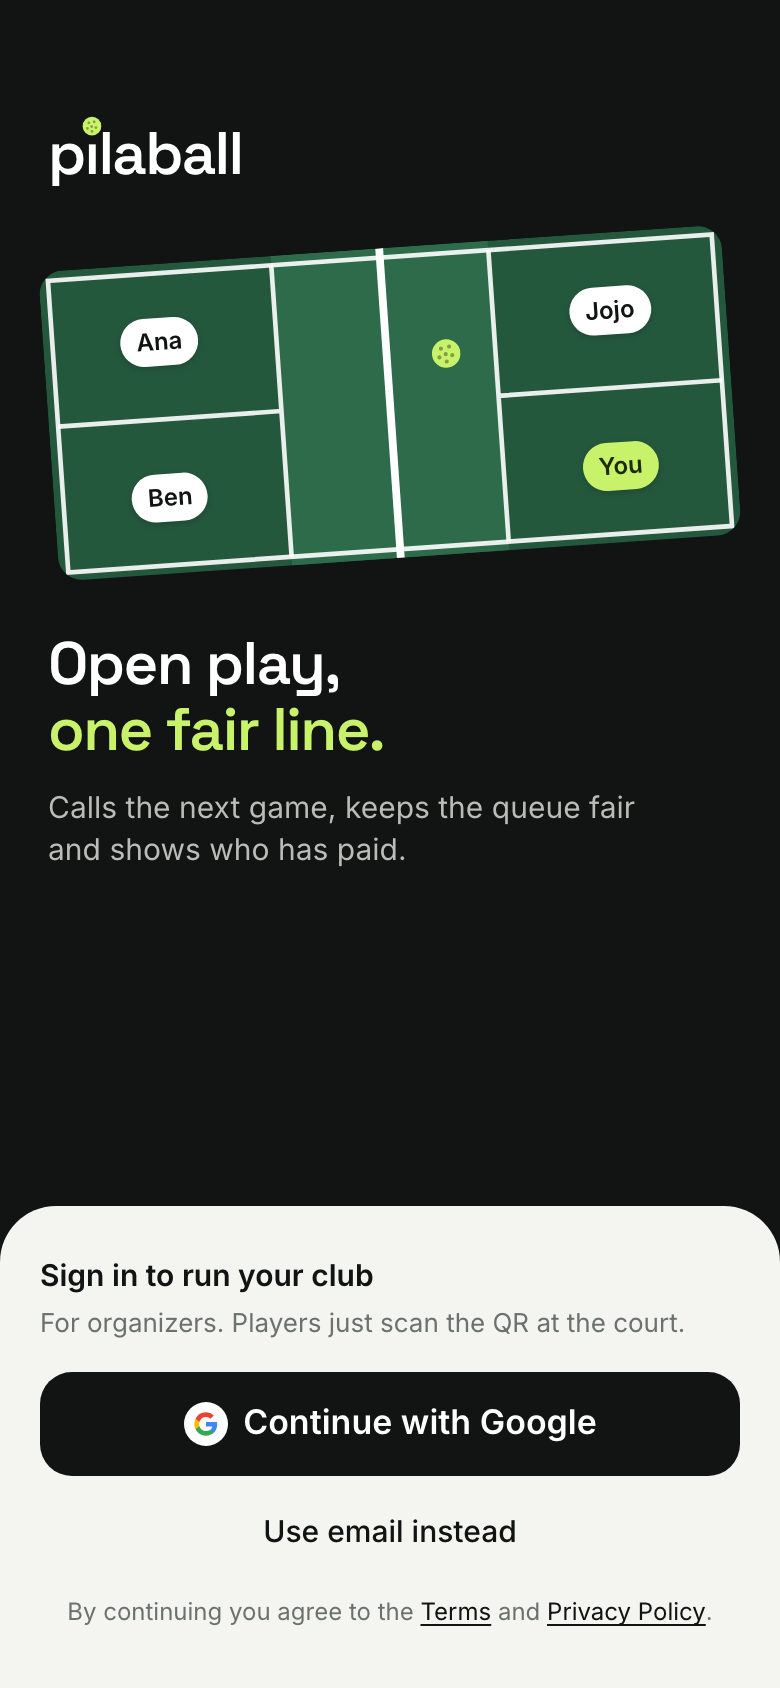 pilaball
Ana
Jojo
Ben
You
Open play,
one fair line.
Calls the next game, keeps the queue fair
and shows who has paid.
Sign in to run your club
For organizers. Players just scan the QR at the court.
Continue with Google
Use email instead
By continuing you agree to the Terms and Privacy Policy.